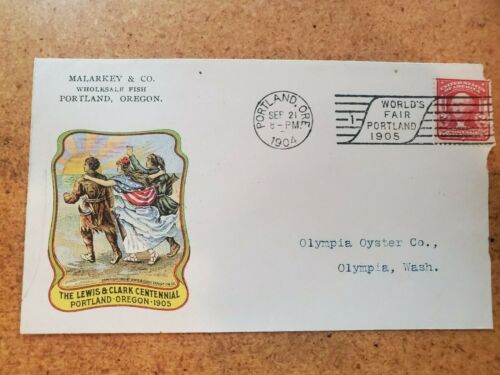 MALARKEY & CO.
WHOLESALE FISH
PORTLAND, OREGON.
PORTLAND, ORE.
SEP 21
8-PM.
1904
1
WORLD'S
FAIR
PORTLAND
1905
THE LEWIS & CLARK CENTENNIAL
PORTLAND·OREGON·1905
Olympia Oyster Co.,
Olympia, Wash.